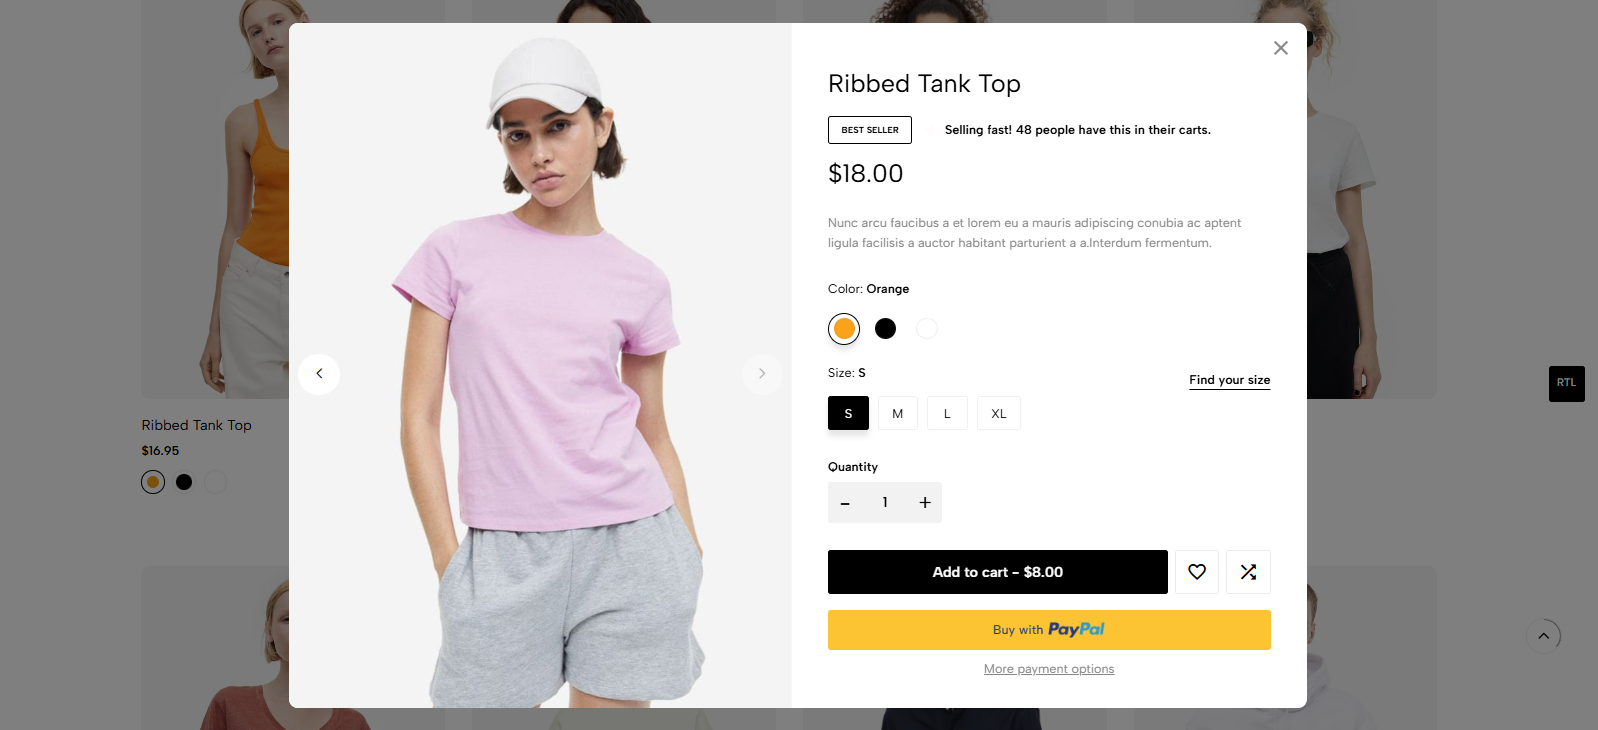 Ribbed Tank Top
BEST SELLER
Selling fast! 48 people have this in their carts.
$18.00
Nunc arcu faucibus a et lorem eu a mauris adipiscing conubia ac aptent
ligula facilisis a auctor habitant parturient a a.Interdum fermentum.
Color: Orange
Size: S
Find your size
S
M
L
XL
Quantity
-
1
+
Add to cart - $8.00
Buy with PayPal
More payment options
Ribbed Tank Top
$16.95
RTL